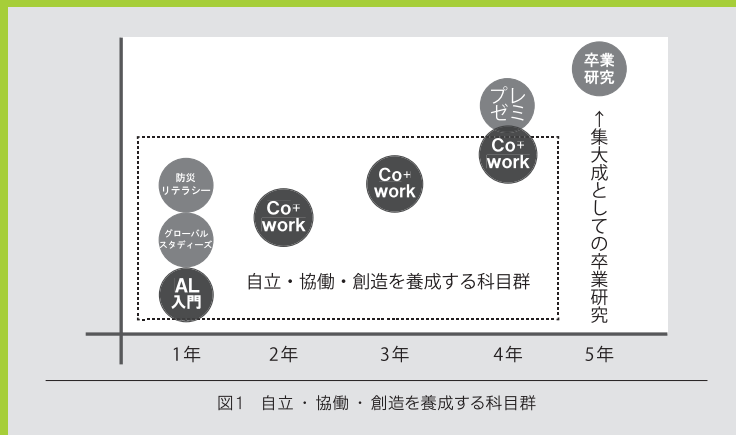 卒業
研究
プレ
ゼミ
Co+
work
Co+
work
Co+
work
防災
リテラシー
グローバル
スタディーズ
AL
入門
自立・協働・創造を養成する科目群
↑集大成としての卒業研究
1年
2年
3年
4年
5年
図1 自立・協働・創造を養成する科目群